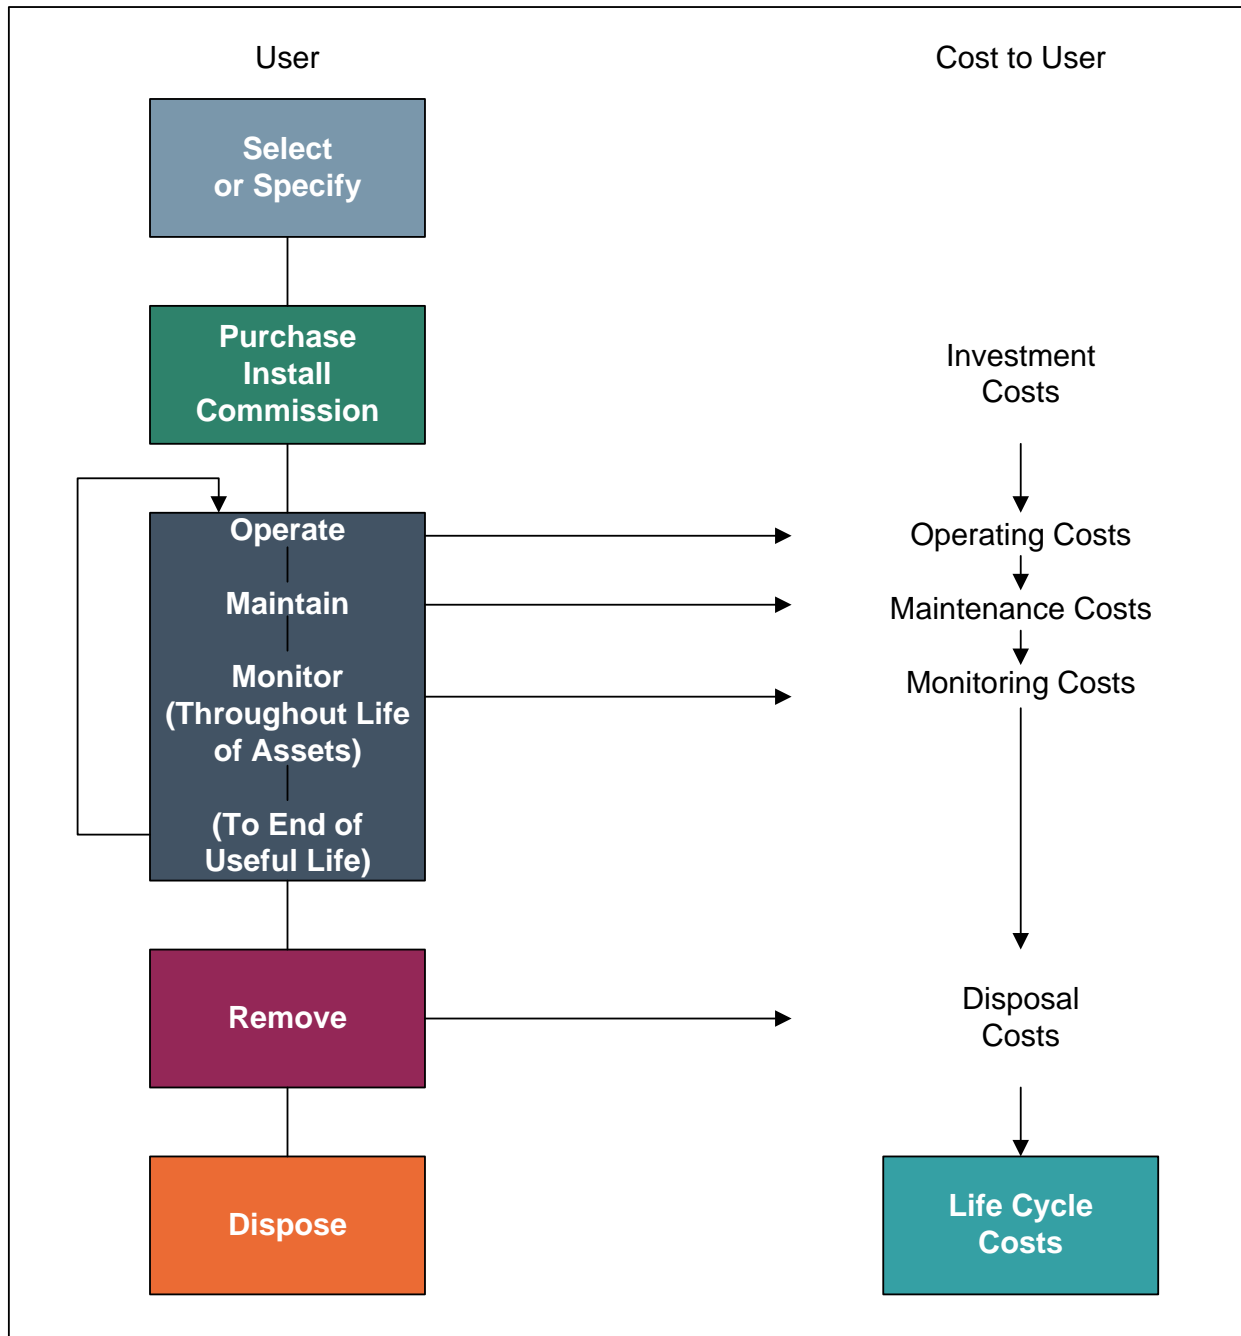 User
Cost to User
Select
or Specify
Purchase
Install
Commission
Investment
Costs
Operate
Operating Costs
Maintain
Maintenance Costs
Monitor
(Throughout Life
of Assets)
Monitoring Costs
(To End of
Useful Life)
Remove
Disposal
Costs
Dispose
Life Cycle
Costs